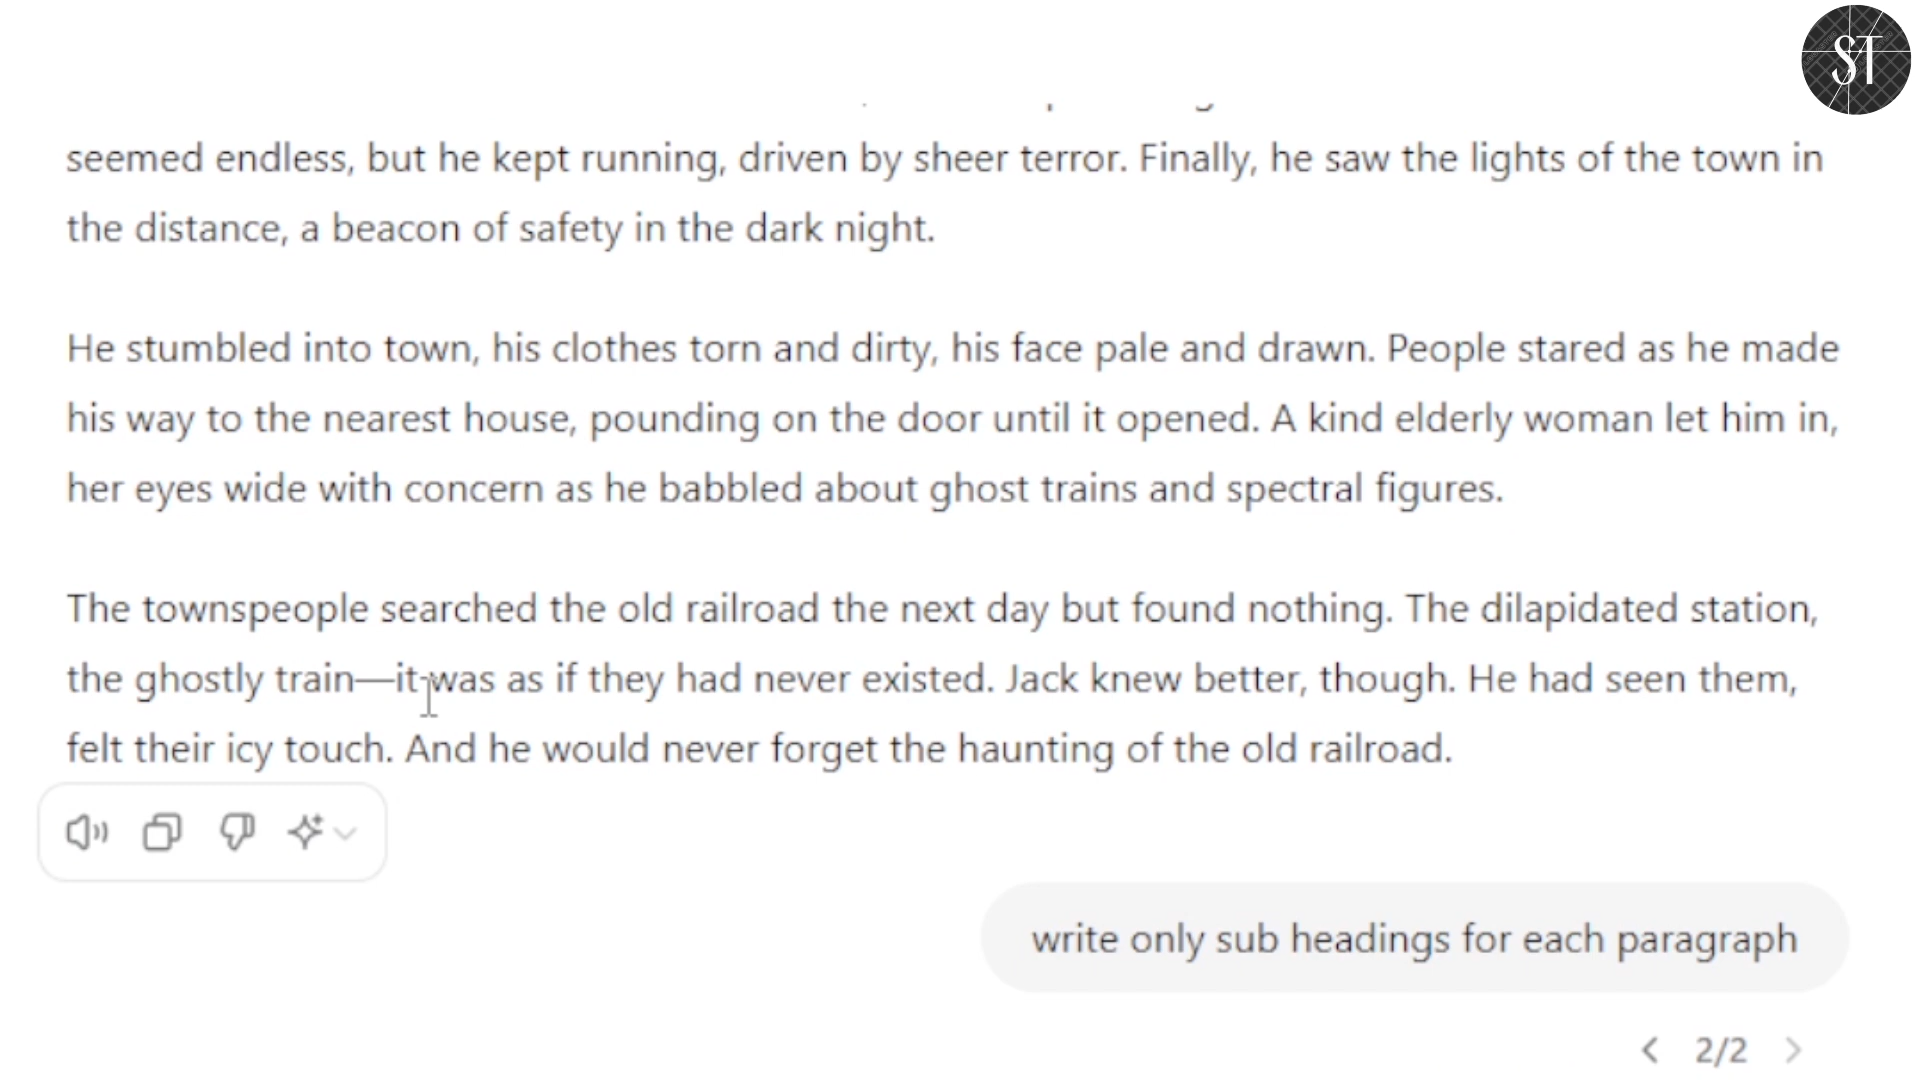 ST
seemed endless, but he kept running, driven by sheer terror. Finally, he saw the lights of the town in
the distance, a beacon of safety in the dark night.
He stumbled into town, his clothes torn and dirty, his face pale and drawn. People stared as he made
his way to the nearest house, pounding on the door until it opened. A kind elderly woman let him in,
her eyes wide with concern as he babbled about ghost trains and spectral figures.
The townspeople searched the old railroad the next day but found nothing. The dilapidated station,
the ghostly train—it was as if they had never existed. Jack knew better, though. He had seen them,
felt their icy touch. And he would never forget the haunting of the old railroad.
write only sub headings for each paragraph
< 2/2 >